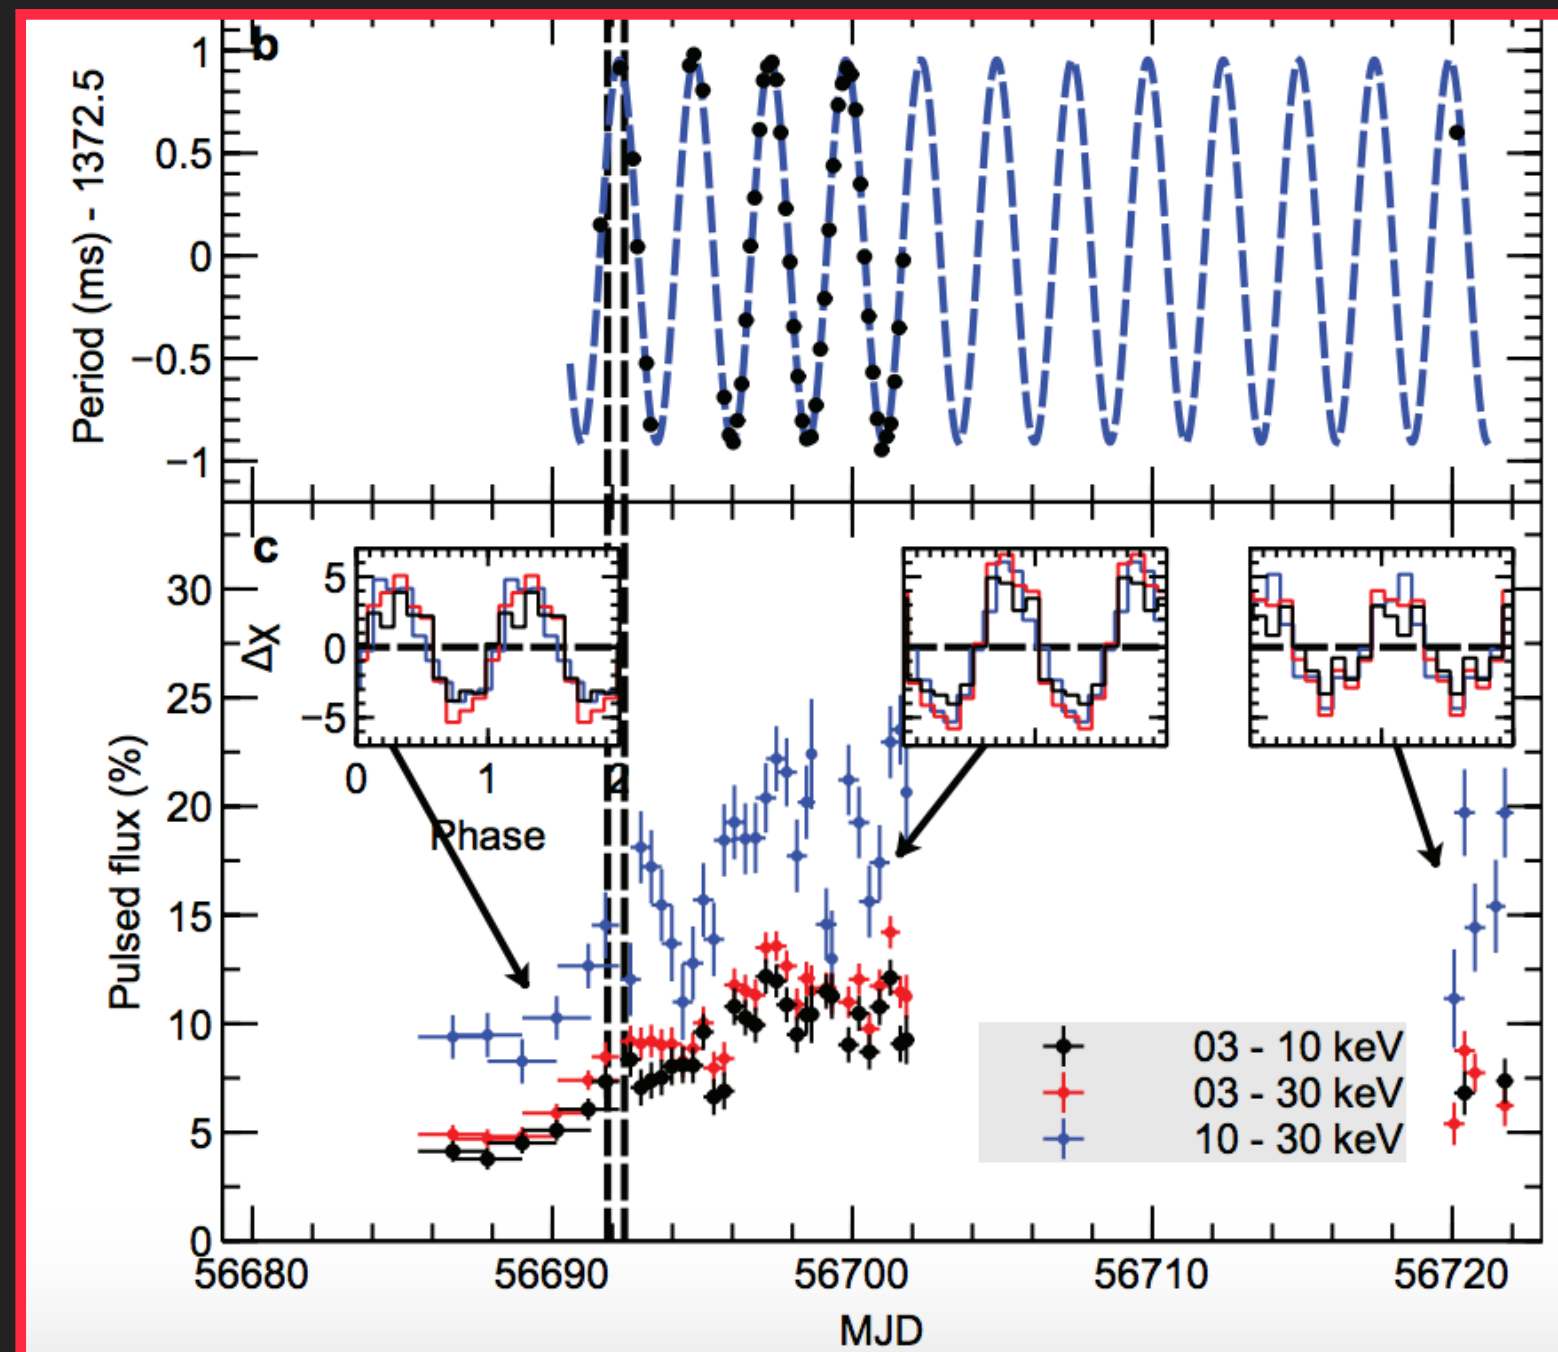 b
1
0.5
0
−0.5
−1
Period (ms) - 1372.5
c
30
25
20
15
10
5
0
Pulsed flux (%)
Δχ
5
0
−5
0 1 2
Phase
03 - 10 keV
03 - 30 keV
10 - 30 keV
56680 56690 56700 56710 56720
MJD